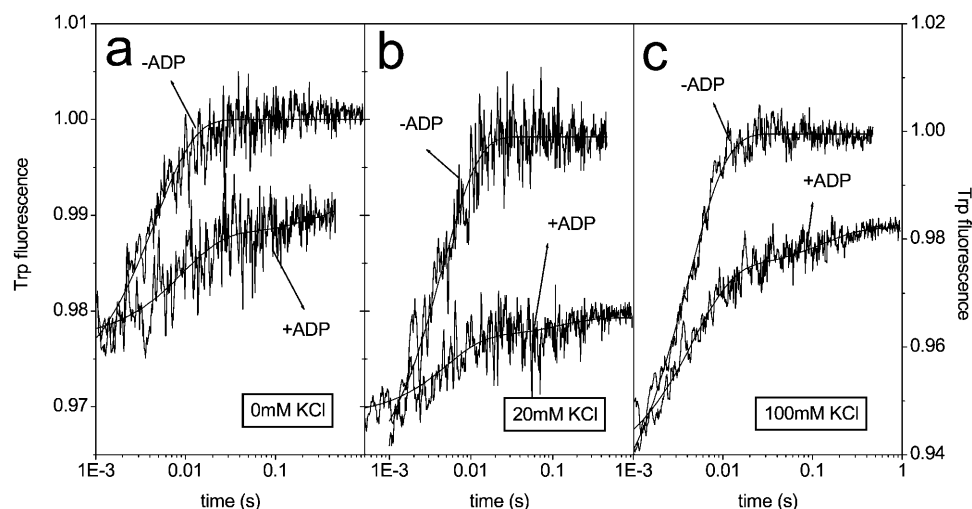 a
b
c
-ADP
+ADP
0mM KCl
-ADP
+ADP
20mM KCl
-ADP
+ADP
100mM KCl
Trp fluorescence
1.01
1.00
0.99
0.98
0.97
Trp fluorescence
1.02
1.00
0.98
0.96
0.94
1E-3 0.01 0.1
1E-3 0.01 0.1
1E-3 0.01 0.1 1
time (s)
time (s)
time (s)